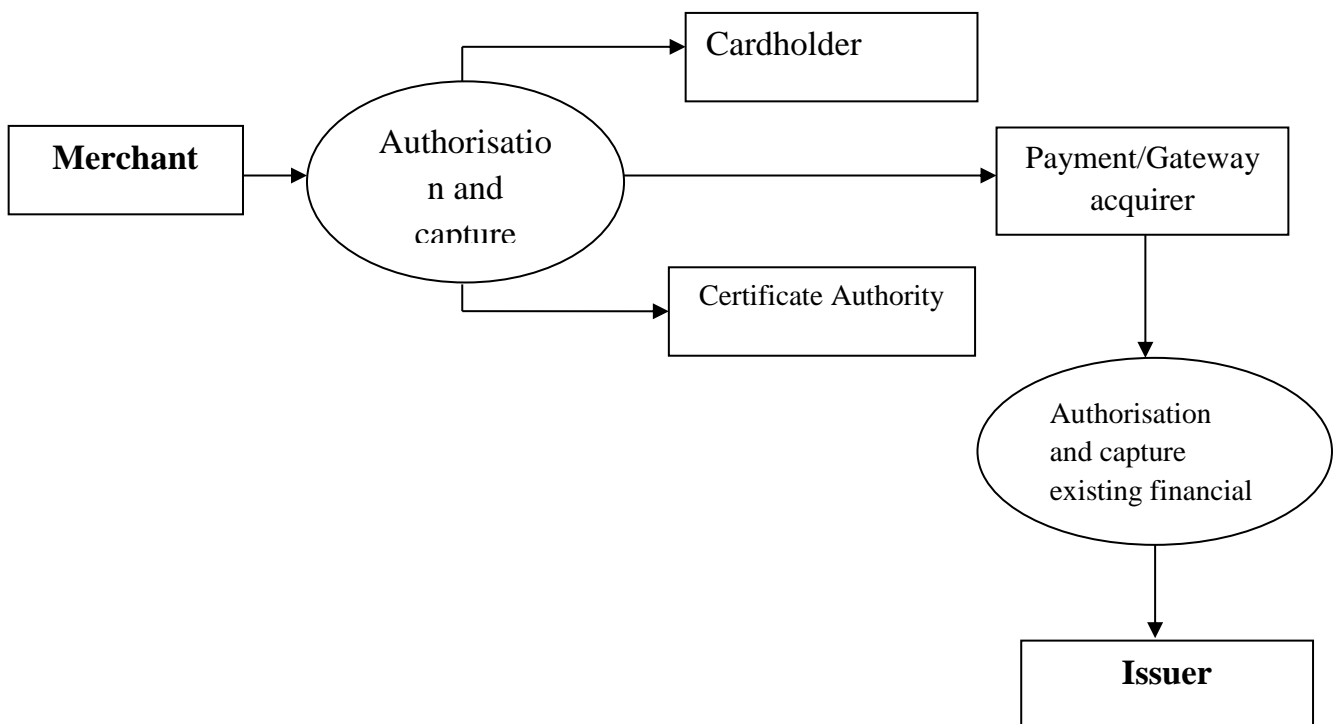 Cardholder
Merchant
Authorisatio
n and
capture
Payment/Gateway
acquirer
Certificate Authority
Authorisation
and capture
existing financial
Issuer